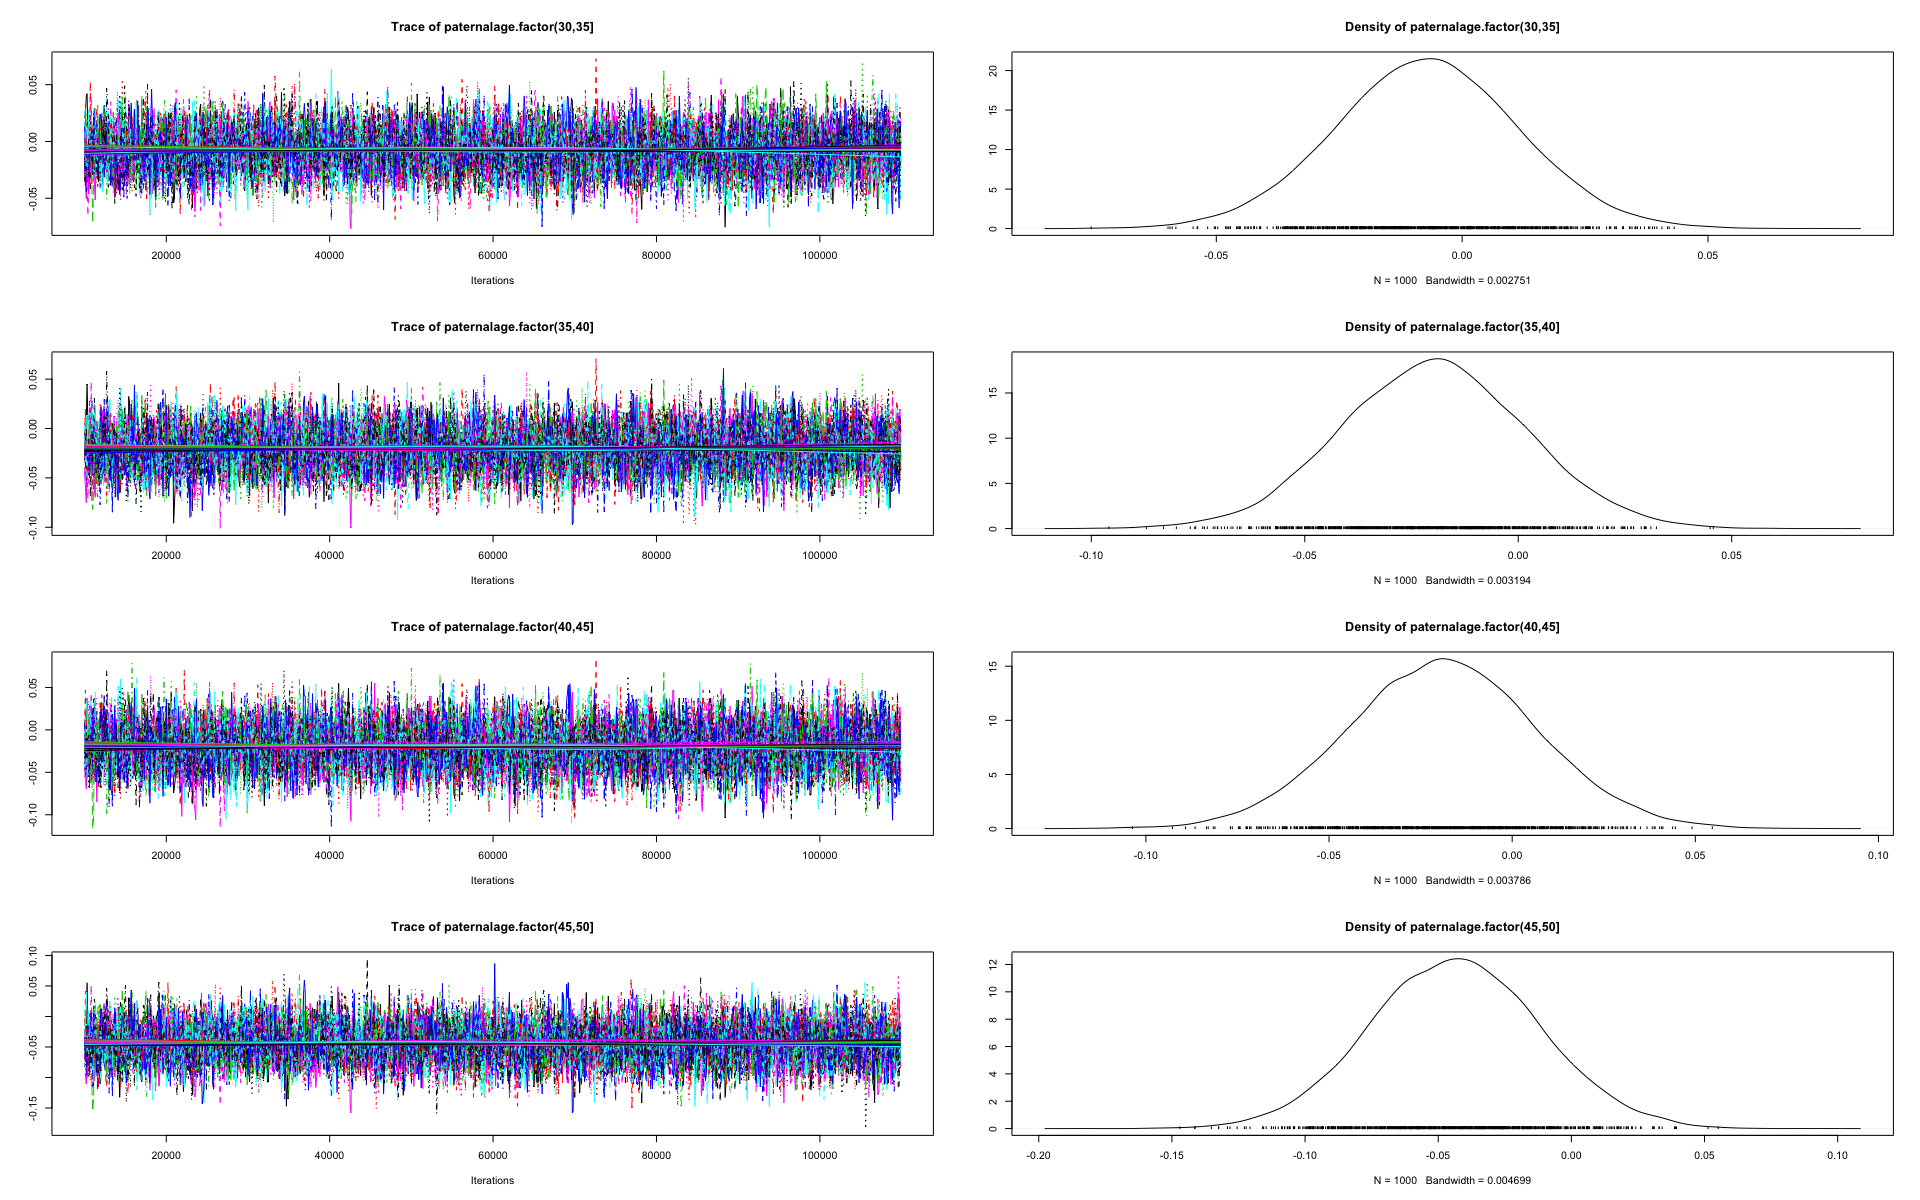 Trace of paternalage.factor(30,35]
0.05
0.00
-0.05
20000 40000 60000 80000 100000
Iterations
Density of paternalage.factor(30,35]
20
15
10
5
0
-0.05 0.00 0.05
N = 1000 Bandwidth = 0.002751
Trace of paternalage.factor(35,40]
0.05
0.00
-0.05
-0.10
20000 40000 60000 80000 100000
Iterations
Density of paternalage.factor(35,40]
15
10
5
0
-0.10 -0.05 0.00 0.05
N = 1000 Bandwidth = 0.003194
Trace of paternalage.factor(40,45]
0.05
0.00
-0.05
-0.10
20000 40000 60000 80000 100000
Iterations
Density of paternalage.factor(40,45]
15
10
5
0
-0.10 -0.05 0.00 0.05 0.10
N = 1000 Bandwidth = 0.003786
Trace of paternalage.factor(45,50]
0.10
0.05
-0.05
-0.15
20000 40000 60000 80000 100000
Iterations
Density of paternalage.factor(45,50]
12
10
8
6
4
2
0
-0.20 -0.15 -0.10 -0.05 0.00 0.05 0.10
N = 1000 Bandwidth = 0.004699